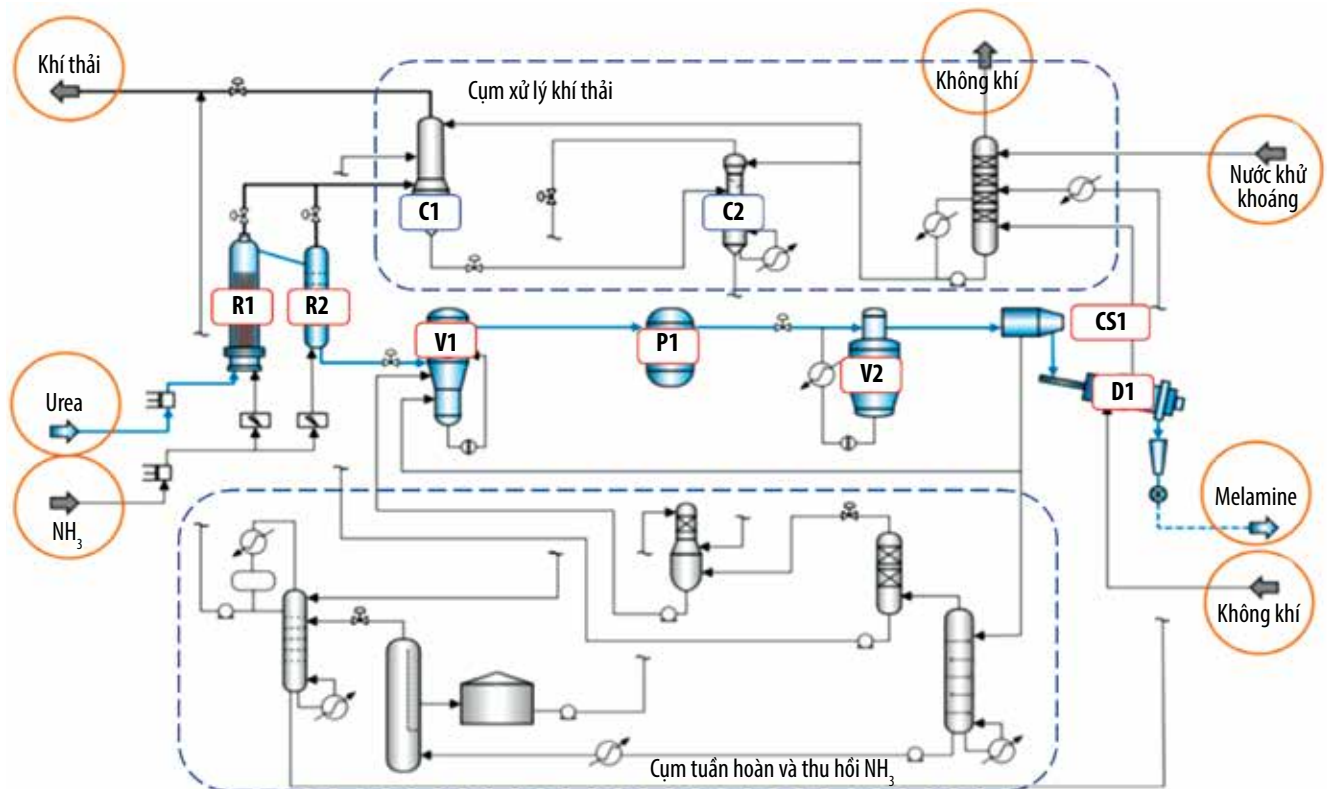 Khí thải
Cụm xử lý khí thải
Không khí
Nước khử
khoáng
C1
C2
R1
R2
V1
P1
V2
CS1
D1
Urea
NH3
Melamine
Không khí
Cụm tuần hoàn và thu hồi NH3